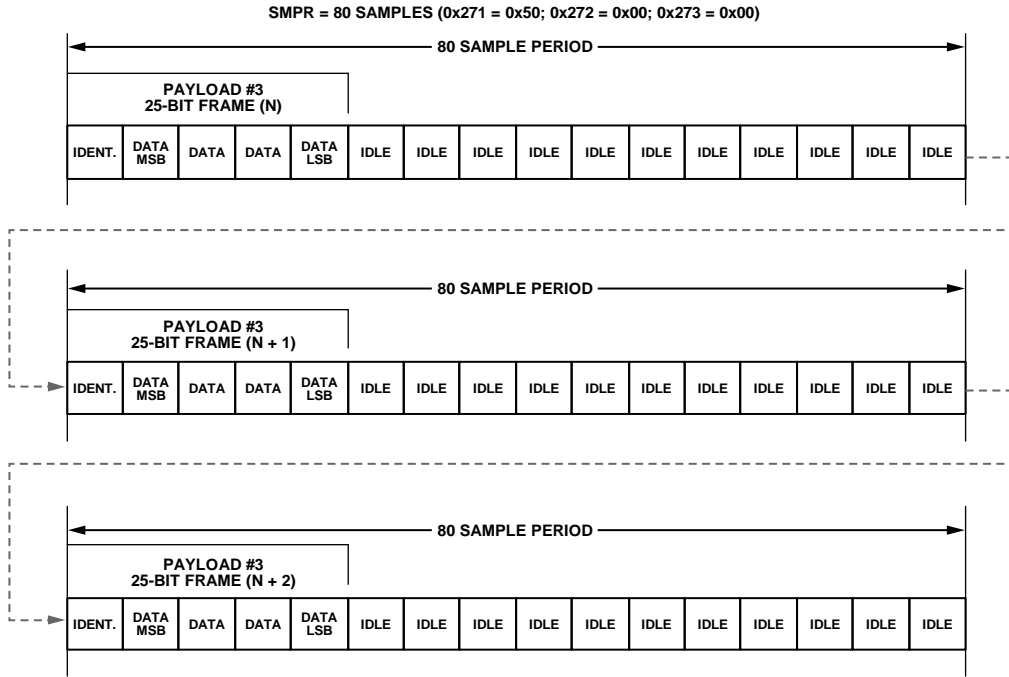 SMPR = 80 SAMPLES (0x271 = 0x50; 0x272 = 0x00; 0x273 = 0x00)
80 SAMPLE PERIOD
PAYLOAD #3
25-BIT FRAME (N)
IDENT. DATA MSB DATA DATA DATA LSB IDLE IDLE IDLE IDLE IDLE IDLE IDLE IDLE IDLE IDLE IDLE
80 SAMPLE PERIOD
PAYLOAD #3
25-BIT FRAME (N + 1)
IDENT. DATA MSB DATA DATA DATA LSB IDLE IDLE IDLE IDLE IDLE IDLE IDLE IDLE IDLE IDLE IDLE
80 SAMPLE PERIOD
PAYLOAD #3
25-BIT FRAME (N + 2)
IDENT. DATA MSB DATA DATA DATA LSB IDLE IDLE IDLE IDLE IDLE IDLE IDLE IDLE IDLE IDLE IDLE